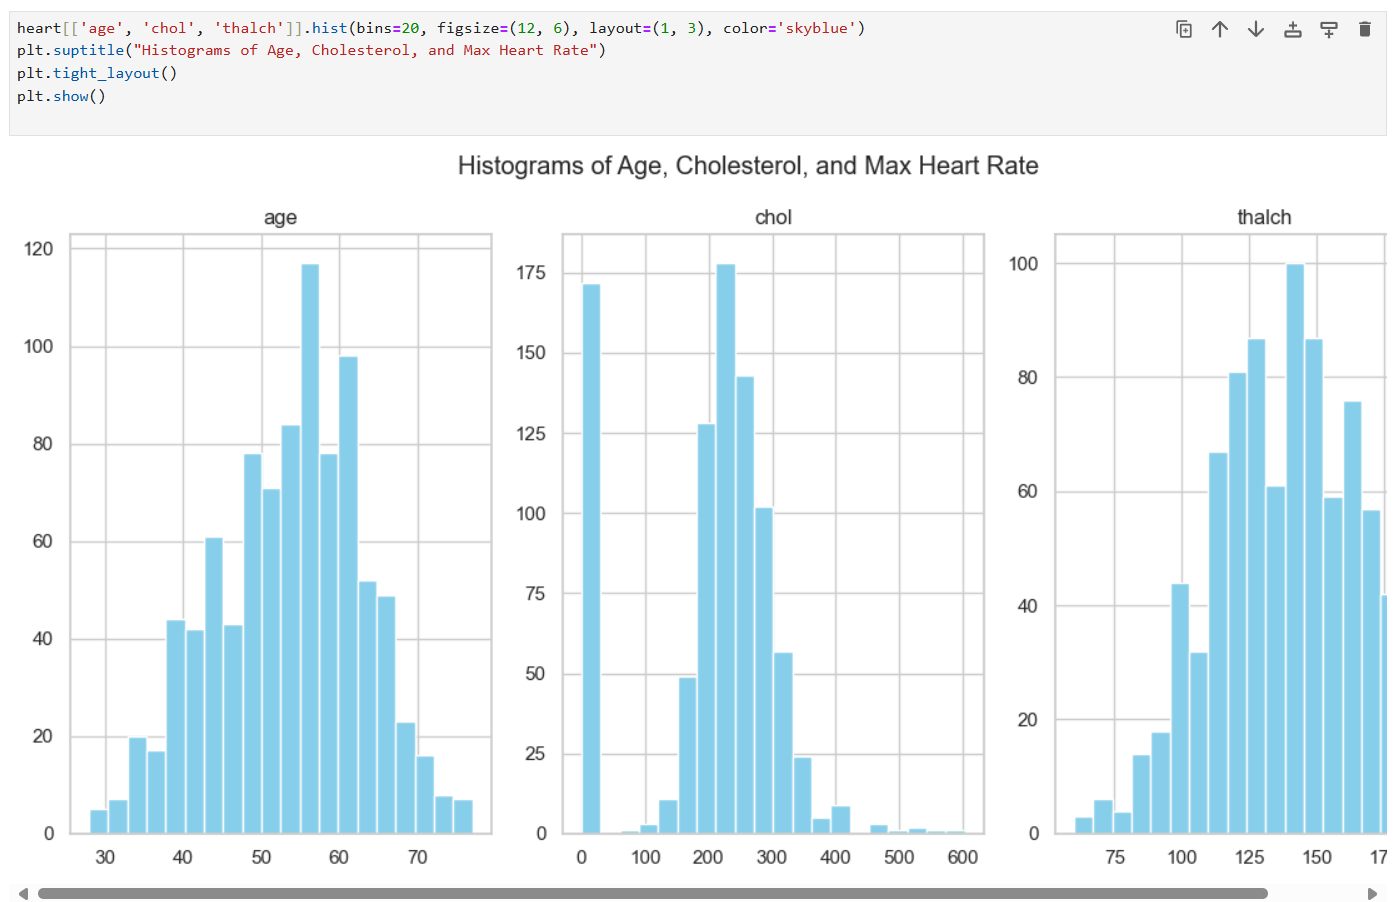 heart[['age', 'chol', 'thalch']].hist(bins=20, figsize=(12, 6), layout=(1, 3), color='skyblue')
plt.suptitle("Histograms of Age, Cholesterol, and Max Heart Rate")
plt.tight_layout()
plt.show()
Histograms of Age, Cholesterol, and Max Heart Rate
age
120
100
80
60
40
20
0
30 40 50 60 70
chol
175
150
125
100
75
50
25
0
0 100 200 300 400 500 600
thalch
100
80
60
40
20
0
75 100 125 150 17